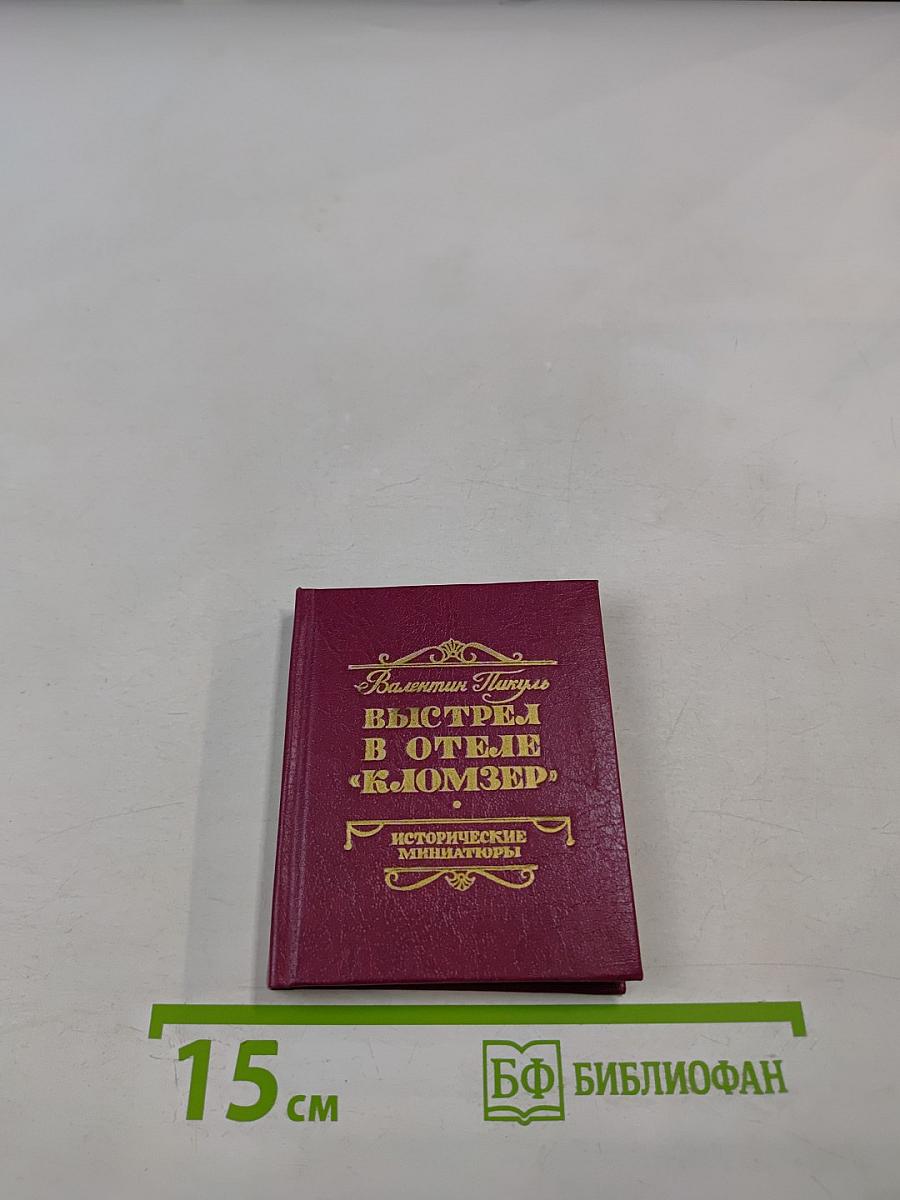 Валентин Пикуль
ВЫСТРЕЛ
В ОТЕЛЕ
«КЛОМЗЕР»
ИСТОРИЧЕСКИЕ
МИНИАТЮРЫ
15 см
БФ БИБЛИОФАН